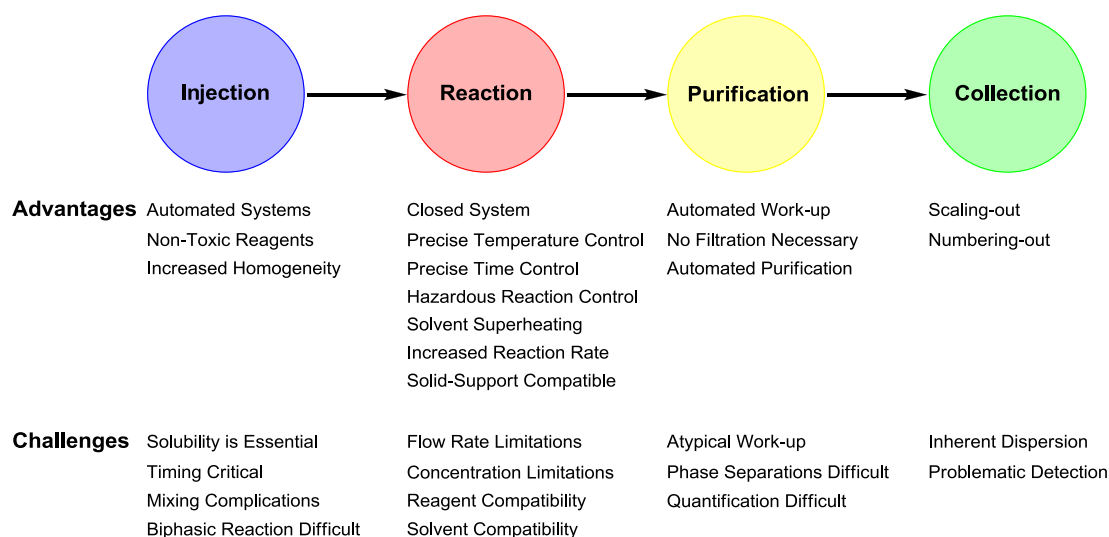 Injection
Reaction
Purification
Collection
Advantages
Automated Systems
Non-Toxic Reagents
Increased Homogeneity
Closed System
Precise Temperature Control
Precise Time Control
Hazardous Reaction Control
Solvent Superheating
Increased Reaction Rate
Solid-Support Compatible
Automated Work-up
No Filtration Necessary
Automated Purification
Scaling-out
Numbering-out
Challenges
Solubility is Essential
Timing Critical
Mixing Complications
Biphasic Reaction Difficult
Flow Rate Limitations
Concentration Limitations
Reagent Compatibility
Solvent Compatibility
Atypical Work-up
Phase Separations Difficult
Quantification Difficult
Inherent Dispersion
Problematic Detection